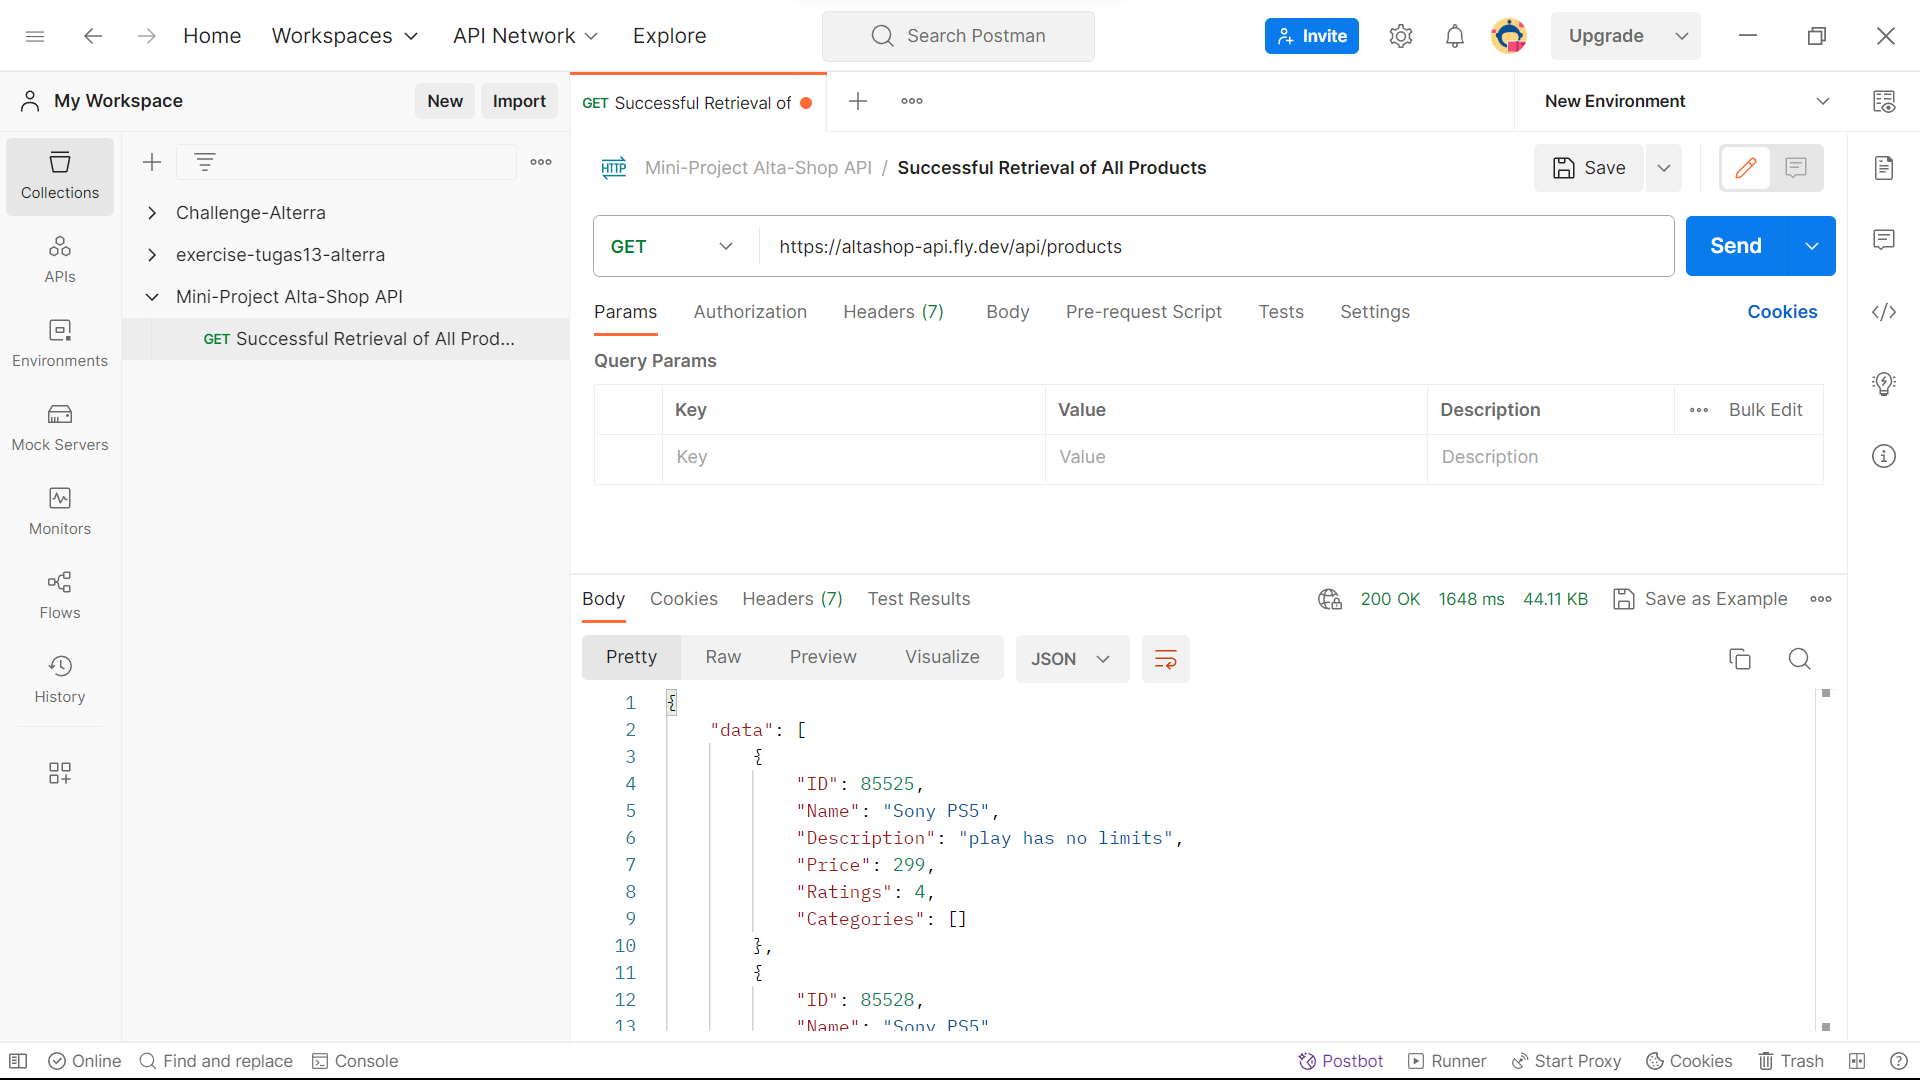 Home Workspaces API Network Explore Search Postman Invite Upgrade
My Workspace New Import GET Successful Retrieval of New Environment
Collections
APIs
Environments
Mock Servers
Monitors
Flows
History
Challenge-Alterra
exercise-tugas13-alterra
Mini-Project Alta-Shop API
GET Successful Retrieval of All Prod...
HTTP Mini-Project Alta-Shop API / Successful Retrieval of All Products Save
GET https://altashop-api.fly.dev/api/products Send
Params Authorization Headers (7) Body Pre-request Script Tests Settings Cookies
Query Params
Key Value Description Bulk Edit
Key Value Description
Body Cookies Headers (7) Test Results 200 OK 1648 ms 44.11 KB Save as Example
Pretty Raw Preview Visualize JSON
1 {
2 "data": [
3 {
4 "ID": 85525,
5 "Name": "Sony PS5",
6 "Description": "play has no limits",
7 "Price": 299,
8 "Ratings": 4,
9 "Categories": []
10 },
11 {
12 "ID": 85528,
13 "Name": "Sony PS5"
Online Find and replace Console Postbot Runner Start Proxy Cookies Trash